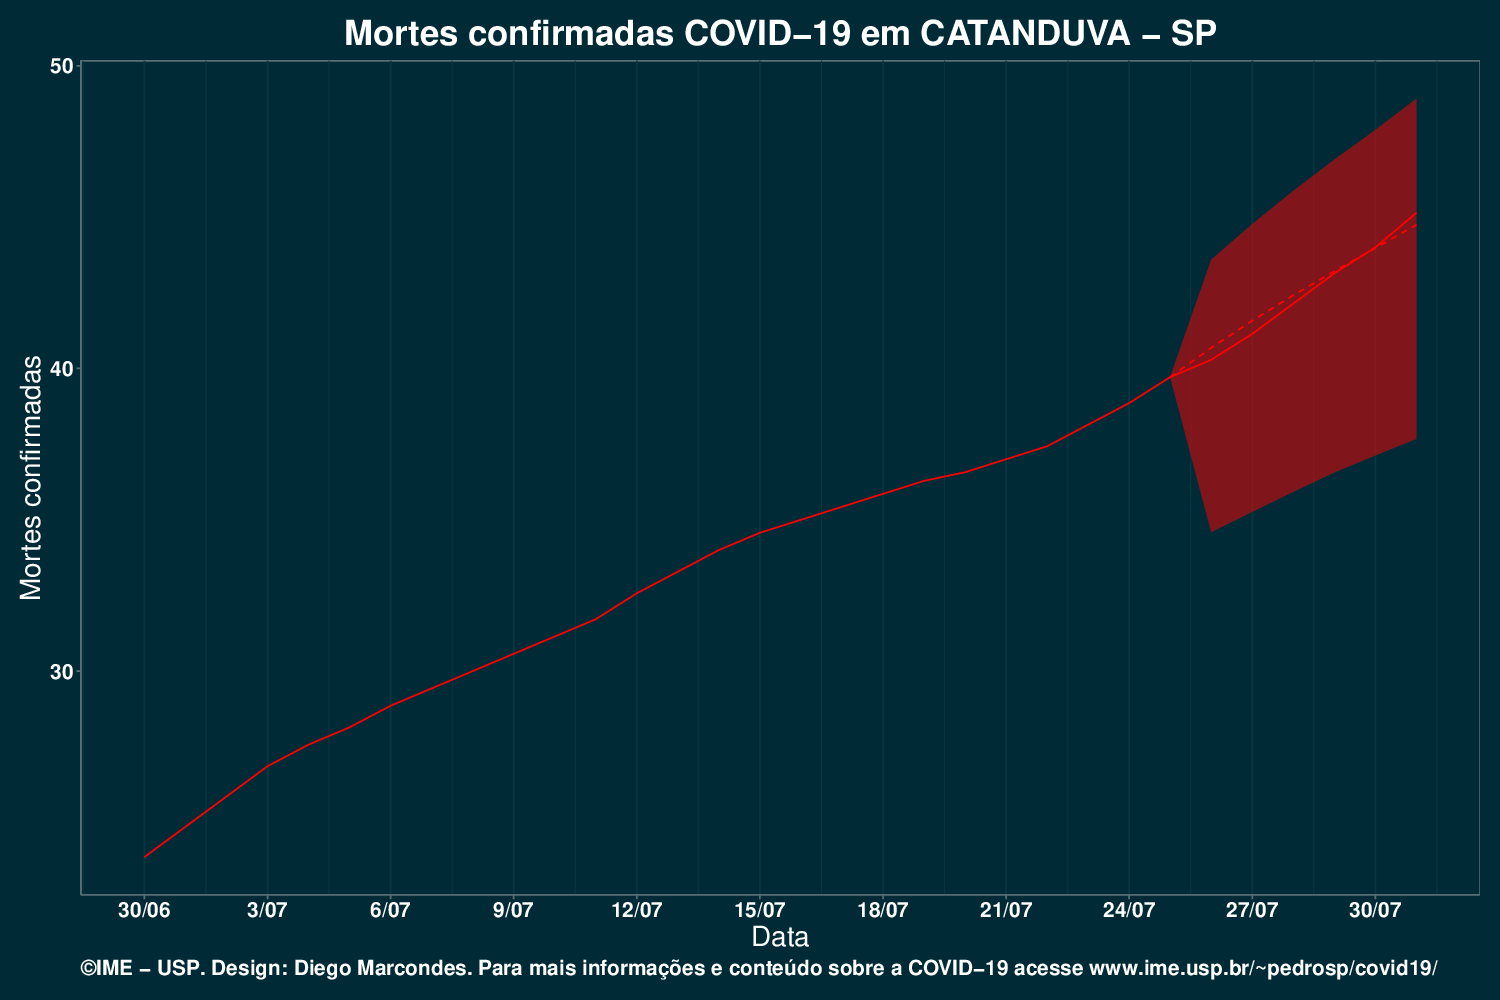 Mortes confirmadas COVID−19 em CATANDUVA − SP
Mortes confirmadas
50
40
30
30/06 3/07 6/07 9/07 12/07 15/07 18/07 21/07 24/07 27/07 30/07
Data
©IME − USP. Design: Diego Marcondes. Para mais informações e conteúdo sobre a COVID−19 acesse www.ime.usp.br/~pedrosp/covid19/